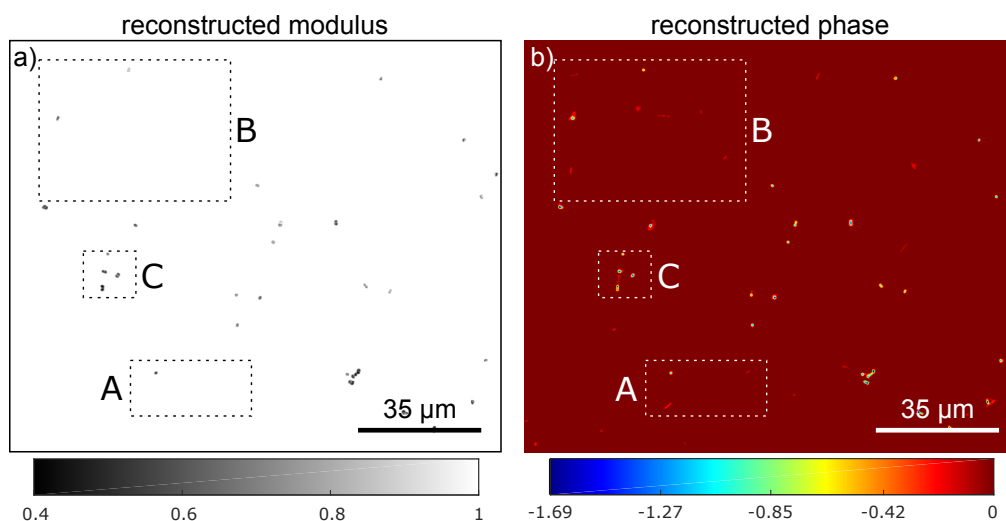 reconstructed modulus
reconstructed phase
a)
b)
B
B
C
C
A
A
35 µm
35 µm
0.4 0.6 0.8 1
-1.69 -1.27 -0.85 -0.42 0